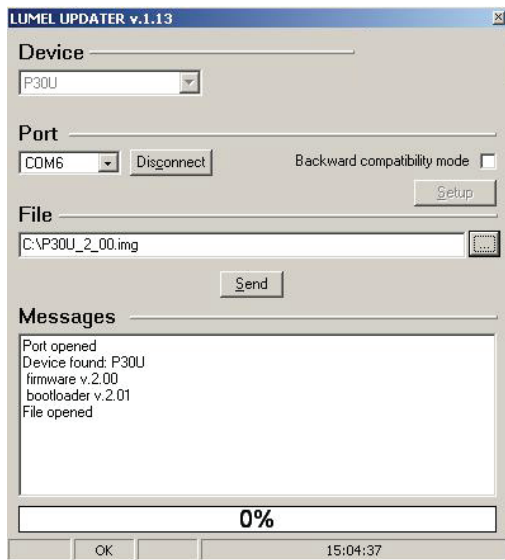 LUMEL UPDATER v.1.13
Device
P30U
Port
COM6 Disconnect Backward compatibility mode
Setup
File
C:\P30U_2_00.img ...
Send
Messages
Port opened
Device found: P30U
firmware v.2.00
bootloader v.2.01
File opened
0%
OK 15:04:37